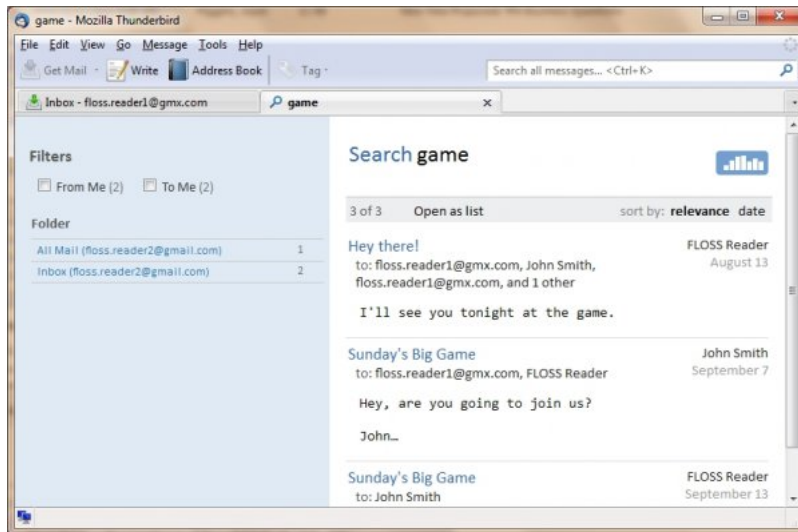 game - Mozilla Thunderbird
File Edit View Go Message Tools Help
Get Mail Write Address Book Tag Search all messages... <Ctrl+K>
Inbox - floss.reader1@gmx.com game
Filters
From Me (2) To Me (2)
Folder
All Mail (floss.reader2@gmail.com) 1
Inbox (floss.reader2@gmail.com) 2
Search game
3 of 3 Open as list sort by: relevance date
Hey there! FLOSS Reader
to: floss.reader1@gmx.com, John Smith, August 13
floss.reader1@gmx.com, and 1 other
I'll see you tonight at the game.
Sunday's Big Game John Smith
to: floss.reader1@gmx.com, FLOSS Reader September 7
Hey, are you going to join us?
John…
Sunday's Big Game FLOSS Reader
to: John Smith September 13